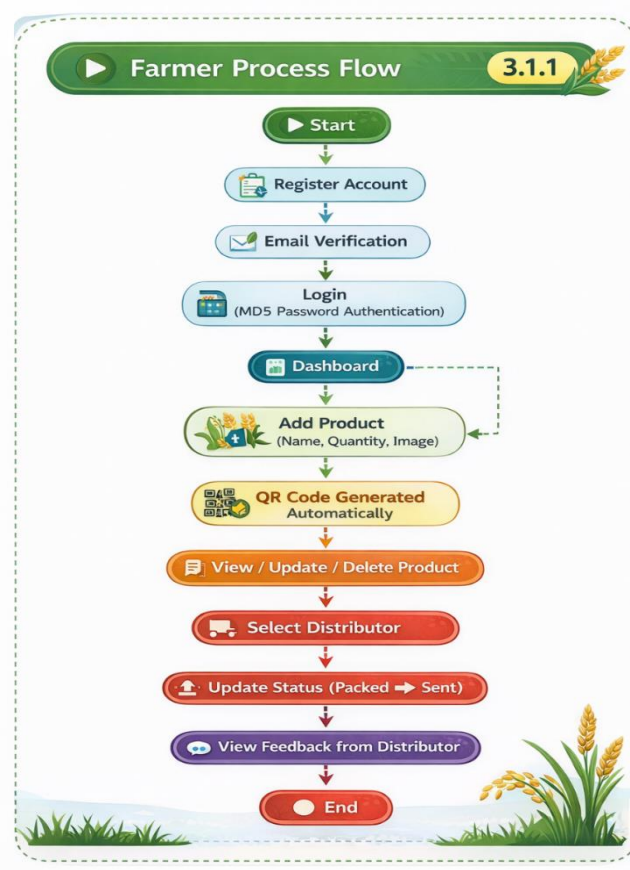 Farmer Process Flow
3.1.1
Start
Register Account
Email Verification
Login
(MD5 Password Authentication)
Dashboard
Add Product
(Name, Quantity, Image)
QR Code Generated
Automatically
View / Update / Delete Product
Select Distributor
Update Status (Packed ➡ Sent)
View Feedback from Distributor
End